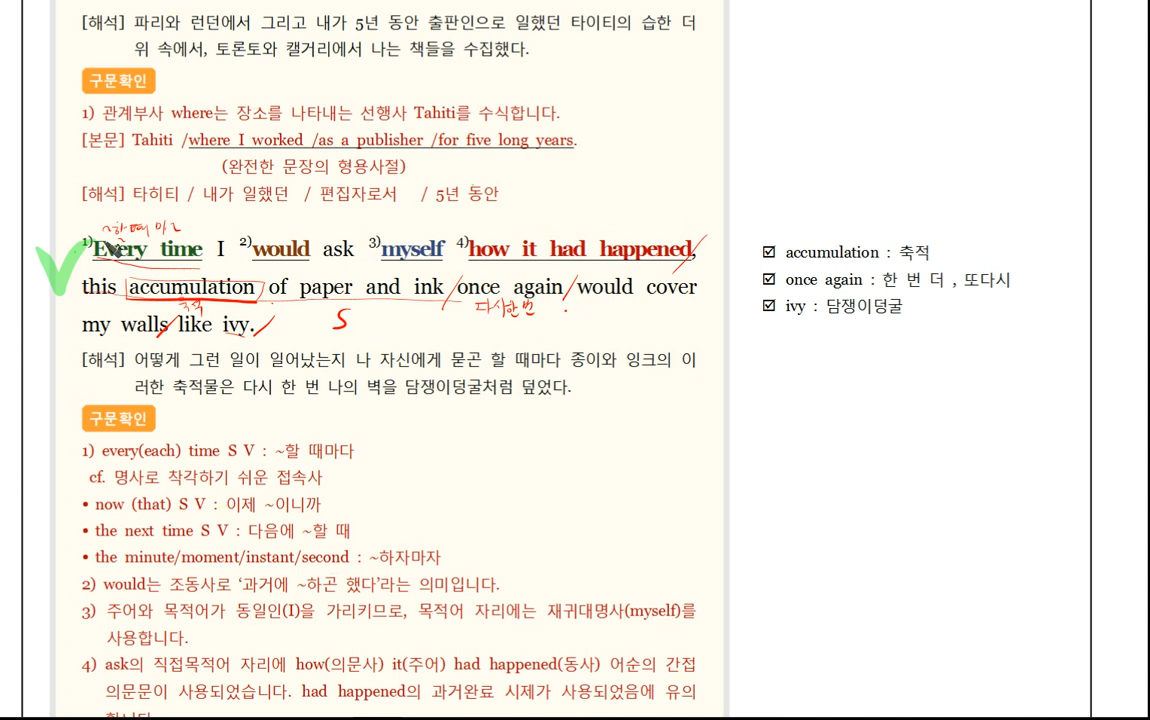 [해석] 파리와 런던에서 그리고 내가 5년 동안 출판인으로 일했던 타이티의 습한 더
위 속에서, 토론토와 캘거리에서 나는 책들을 수집했다.
구문확인
1) 관계부사 where는 장소를 나타내는 선행사 Tahiti를 수식합니다.
[본문] Tahiti /where I worked /as a publisher /for five long years.
(완전한 문장의 형용사절)
[해석] 타히티 / 내가 일했던 / 편집자로서 / 5년 동안
~할 때마다
1)Every time I 2)would ask 3)myself 4)how it had happened,
this accumulation of paper and ink /once again/would cover
축적
다시한번
my walls/like ivy./
S
[해석] 어떻게 그런 일이 일어났는지 나 자신에게 묻곤 할 때마다 종이와 잉크의 이
러한 축적물은 다시 한 번 나의 벽을 담쟁이덩굴처럼 덮었다.
구문확인
1) every(each) time S V : ~할 때마다
cf. 명사로 착각하기 쉬운 접속사
• now (that) S V : 이제 ~이니까
• the next time S V : 다음에 ~할 때
• the minute/moment/instant/second : ~하자마자
2) would는 조동사로 ‘과거에 ~하곤 했다’라는 의미입니다.
3) 주어와 목적어가 동일인(I)을 가리키므로, 목적어 자리에는 재귀대명사(myself)를
사용합니다.
4) ask의 직접목적어 자리에 how(의문사) it(주어) had happened(동사) 어순의 간접
의문문이 사용되었습니다. had happened의 과거완료 시제가 사용되었음에 유의
☑ accumulation : 축적
☑ once again : 한 번 더 , 또다시
☑ ivy : 담쟁이덩굴